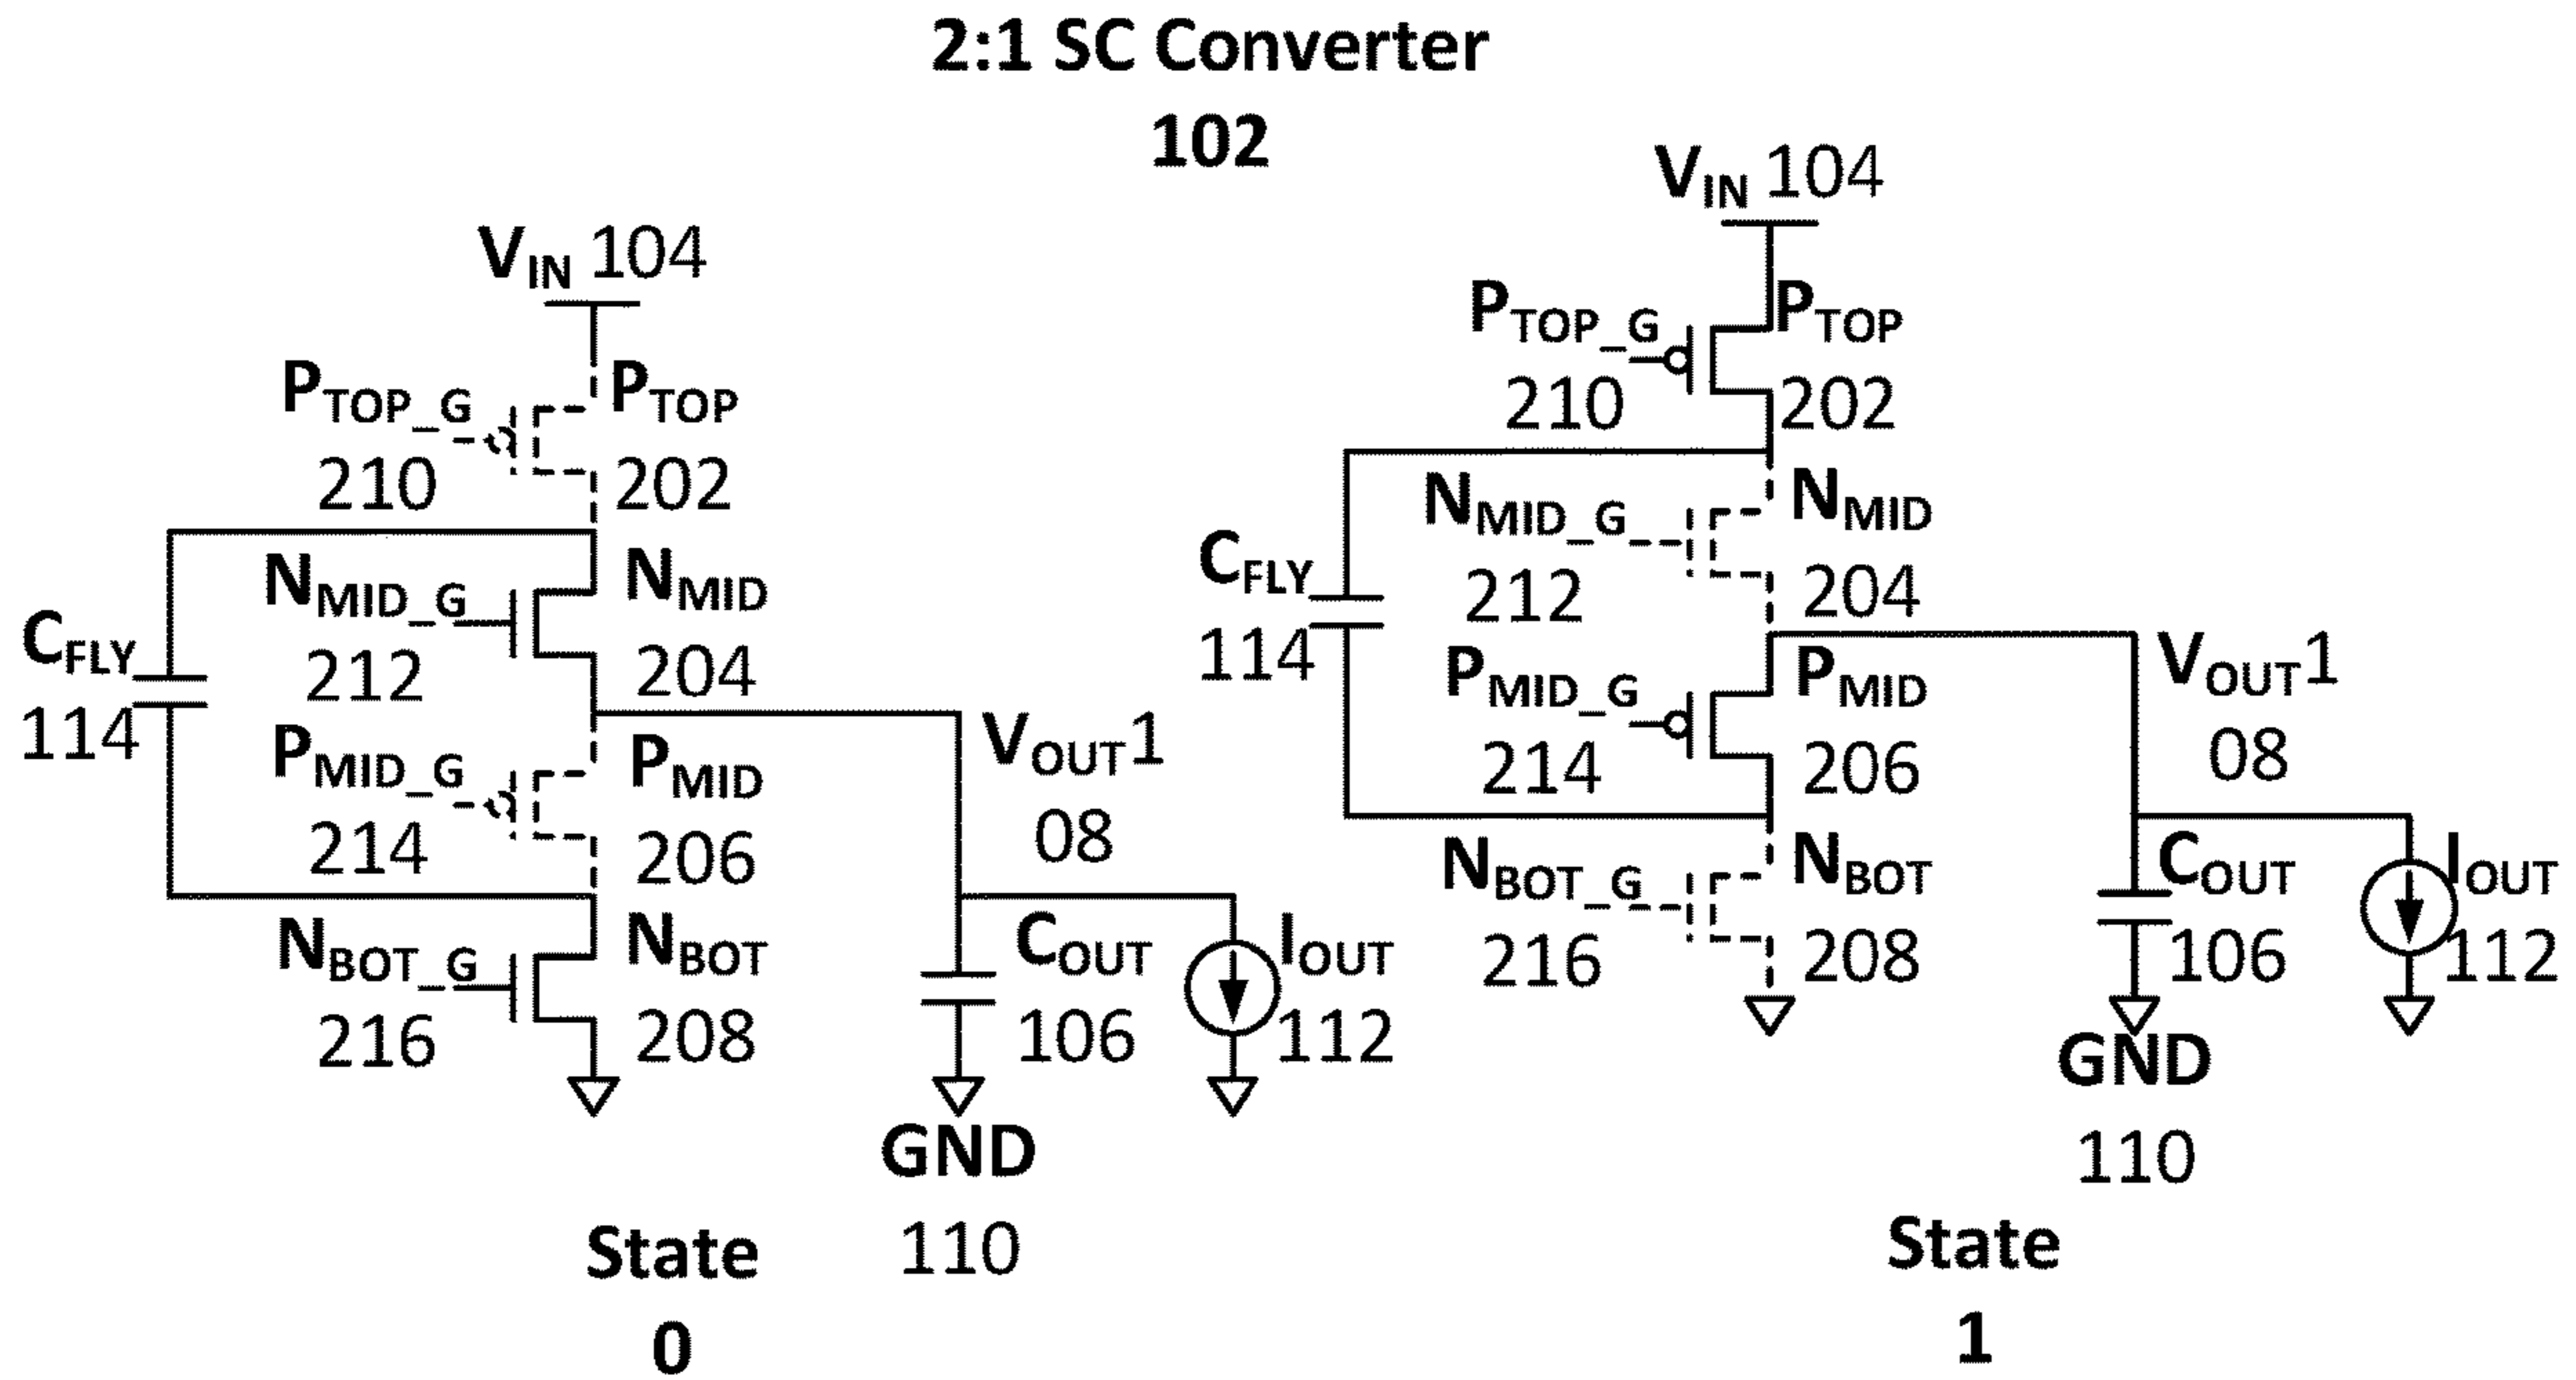 2:1 SC Converter
102
VIN 104
PTOP_G PTOP
210 202
NMID_G NMID
CFLY
212 204
114
PMID_G PMID
VOUT1
08
214 206
NBOT_G NBOT
COUT IOUT
216 208
106 112
GND
110
State
0
VIN 104
PTOP_G PTOP
210 202
NMID_G NMID
CFLY
212 204
114
PMID_G PMID
VOUT1
08
214 206
NBOT_G NBOT
COUT IOUT
216 208
106 112
GND
110
State
1